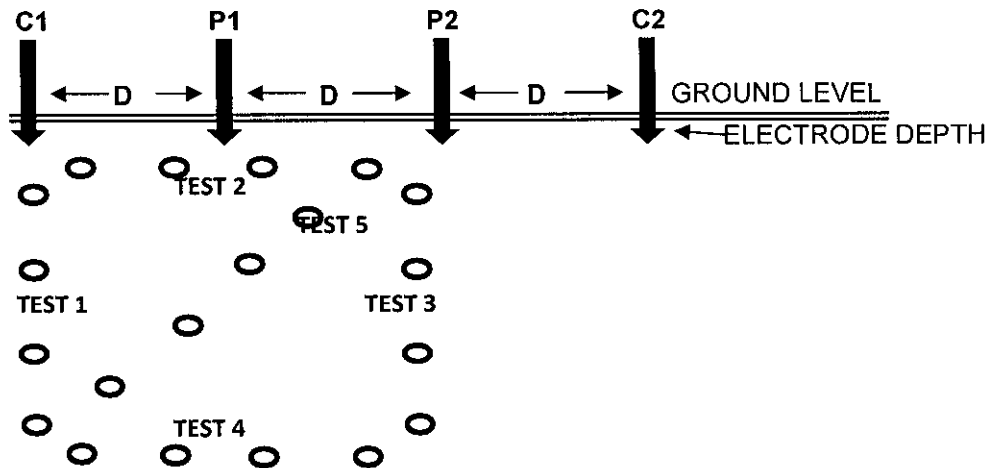 C1 P1 P2 C2
D D D GROUND LEVEL
ELECTRODE DEPTH
TEST 2
TEST 5
TEST 1 TEST 3
TEST 4